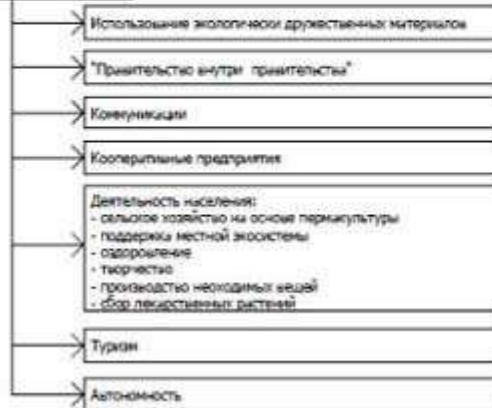 Использование экологически дружественных материалов
"Правительство внутри правительства"
Коммуникации
Кооперативные предприятия
Деятельность населения:
- сельское хозяйство на основе пермакультуры
- поддержка местной экосистемы
- оздоровление
- творчество
- производство неоходимых вещей
- сбор лекарственных растений
Туризм
Автономность